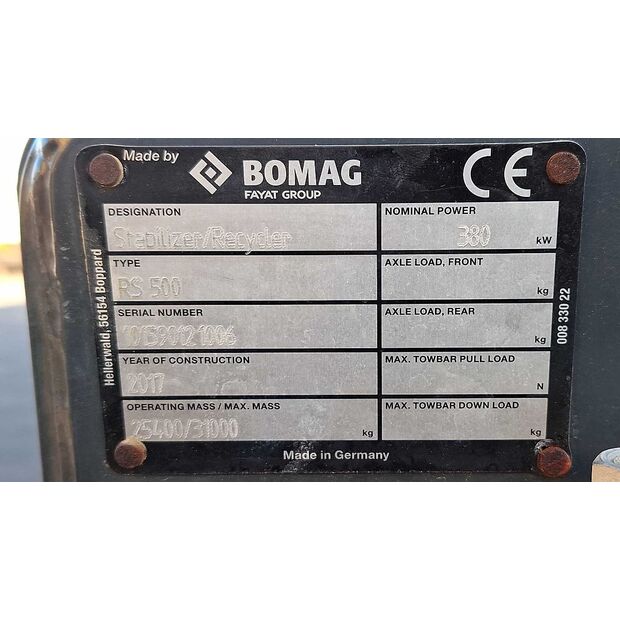 Made by BOMAG CE
FAYAT GROUP
DESIGNATION
Stabilizer/Recycler
NOMINAL POWER
380 kW
TYPE
RS 500
AXLE LOAD, FRONT
kg
SERIAL NUMBER
101590121006
AXLE LOAD, REAR
kg
YEAR OF CONSTRUCTION
2017
MAX. TOWBAR PULL LOAD
N
OPERATING MASS / MAX. MASS
25400/31000 kg
MAX. TOWBAR DOWN LOAD
kg
Made in Germany
Hellerwald, 56154 Boppard
008 330 22